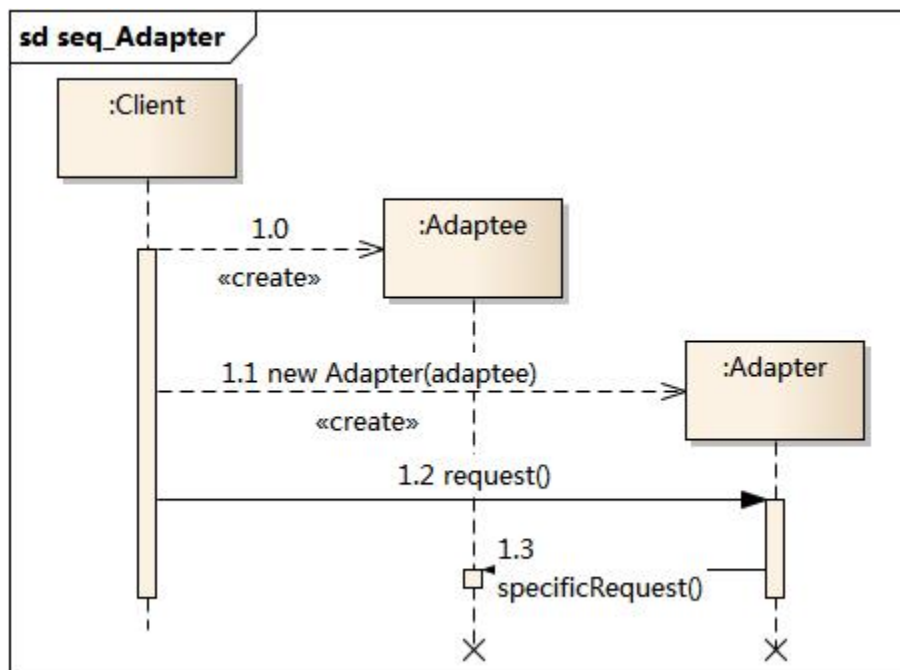 sd seq_Adapter
:Client
:Adaptee
1.0
«create»
:Adapter
1.1 new Adapter(adaptee)
«create»
1.2 request()
1.3
specificRequest()